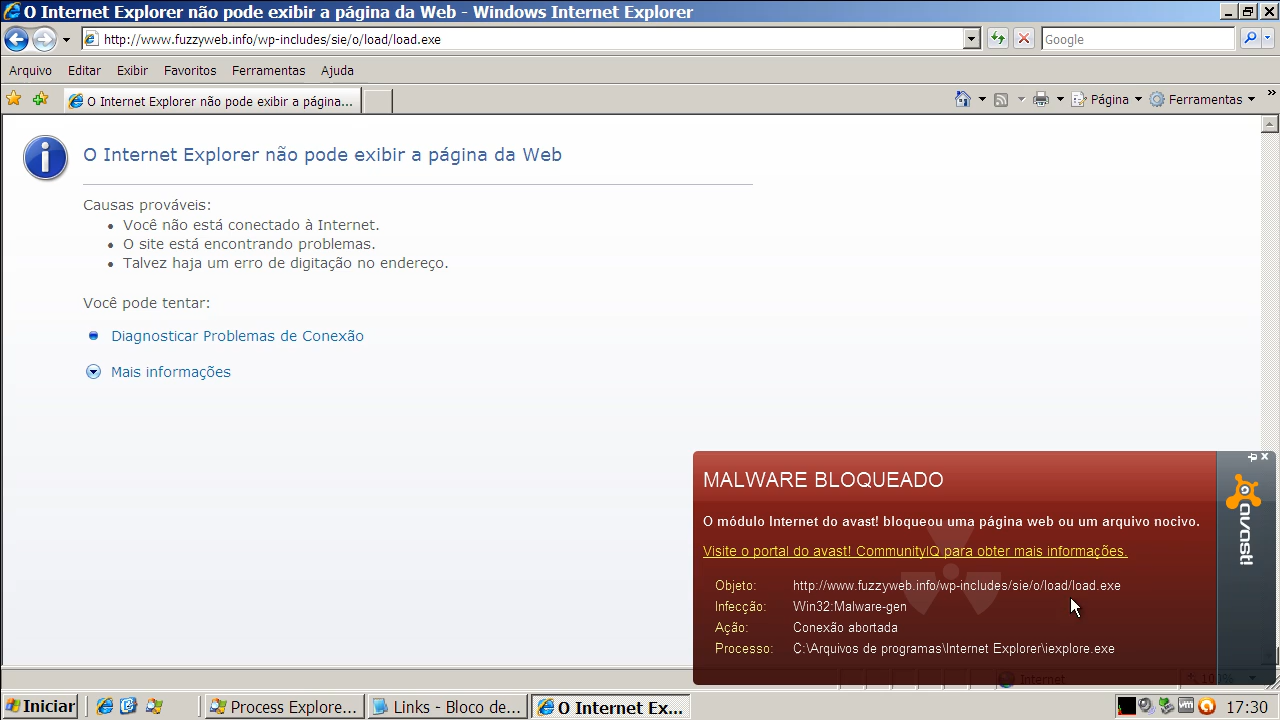 O Internet Explorer não pode exibir a página da Web - Windows Internet Explorer
http://www.fuzzyweb.info/wp-includes/sie/o/load/load.exe
Google
Arquivo Editar Exibir Favoritos Ferramentas Ajuda
O Internet Explorer não pode exibir a página... Página Ferramentas »
O Internet Explorer não pode exibir a página da Web
Causas prováveis:
Você não está conectado à Internet.
O site está encontrando problemas.
Talvez haja um erro de digitação no endereço.
Você pode tentar:
Diagnosticar Problemas de Conexão
Mais informações
MALWARE BLOQUEADO
O módulo Internet do avast! bloqueou uma página web ou um arquivo nocivo.
Visite o portal do avast! CommunityIQ para obter mais informações.
Objeto: http://www.fuzzyweb.info/wp-includes/sie/o/load/load.exe
Infecção: Win32:Malware-gen
Ação: Conexão abortada
Processo: C:\Arquivos de programas\Internet Explorer\iexplore.exe
avast!
Internet
Iniciar Process Explore... Links - Bloco de... O Internet Ex... 17:30